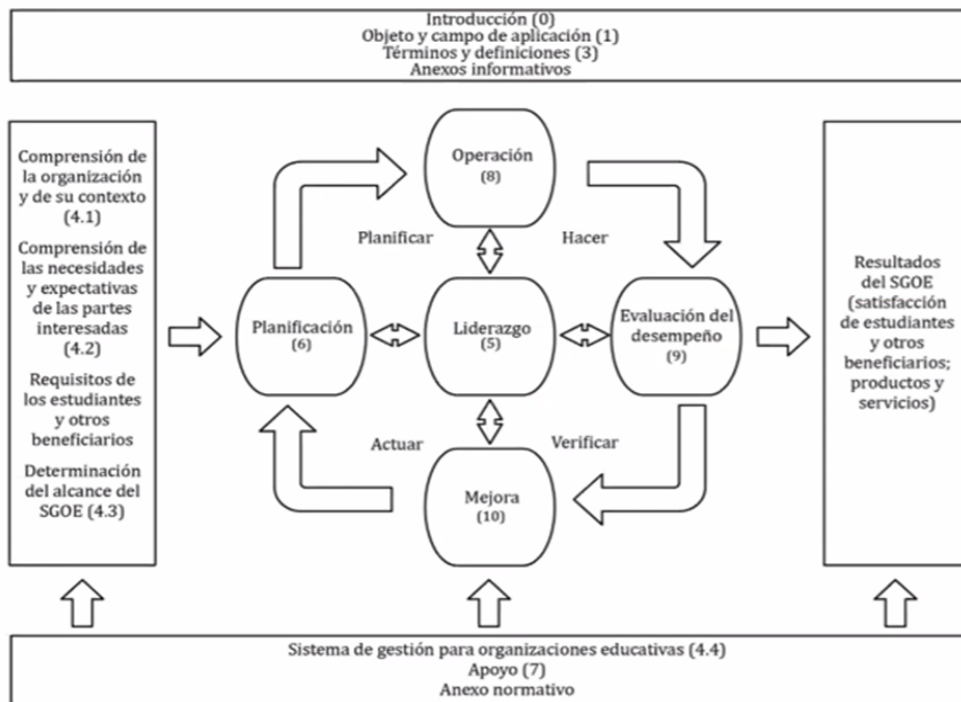 Introducción (0)
Objeto y campo de aplicación (1)
Términos y definiciones (3)
Anexos informativos
Comprensión de
la organización
y de su contexto
(4.1)
Comprensión de
las necesidades
y expectativas
de las partes
interesadas
(4.2)
Requisitos de
los estudiantes
y otros
beneficiarios
Determinación
del alcance del
SGOE (4.3)
Operación
(8)
Planificar
Hacer
Planificación
(6)
Liderazgo
(5)
Evaluación del
desempeño
(9)
Actuar
Verificar
Mejora
(10)
Resultados
del SGOE
(satisfacción
de estudiantes
y otros
beneficiarios;
productos y
servicios)
Sistema de gestión para organizaciones educativas (4.4)
Apoyo (7)
Anexo normativo